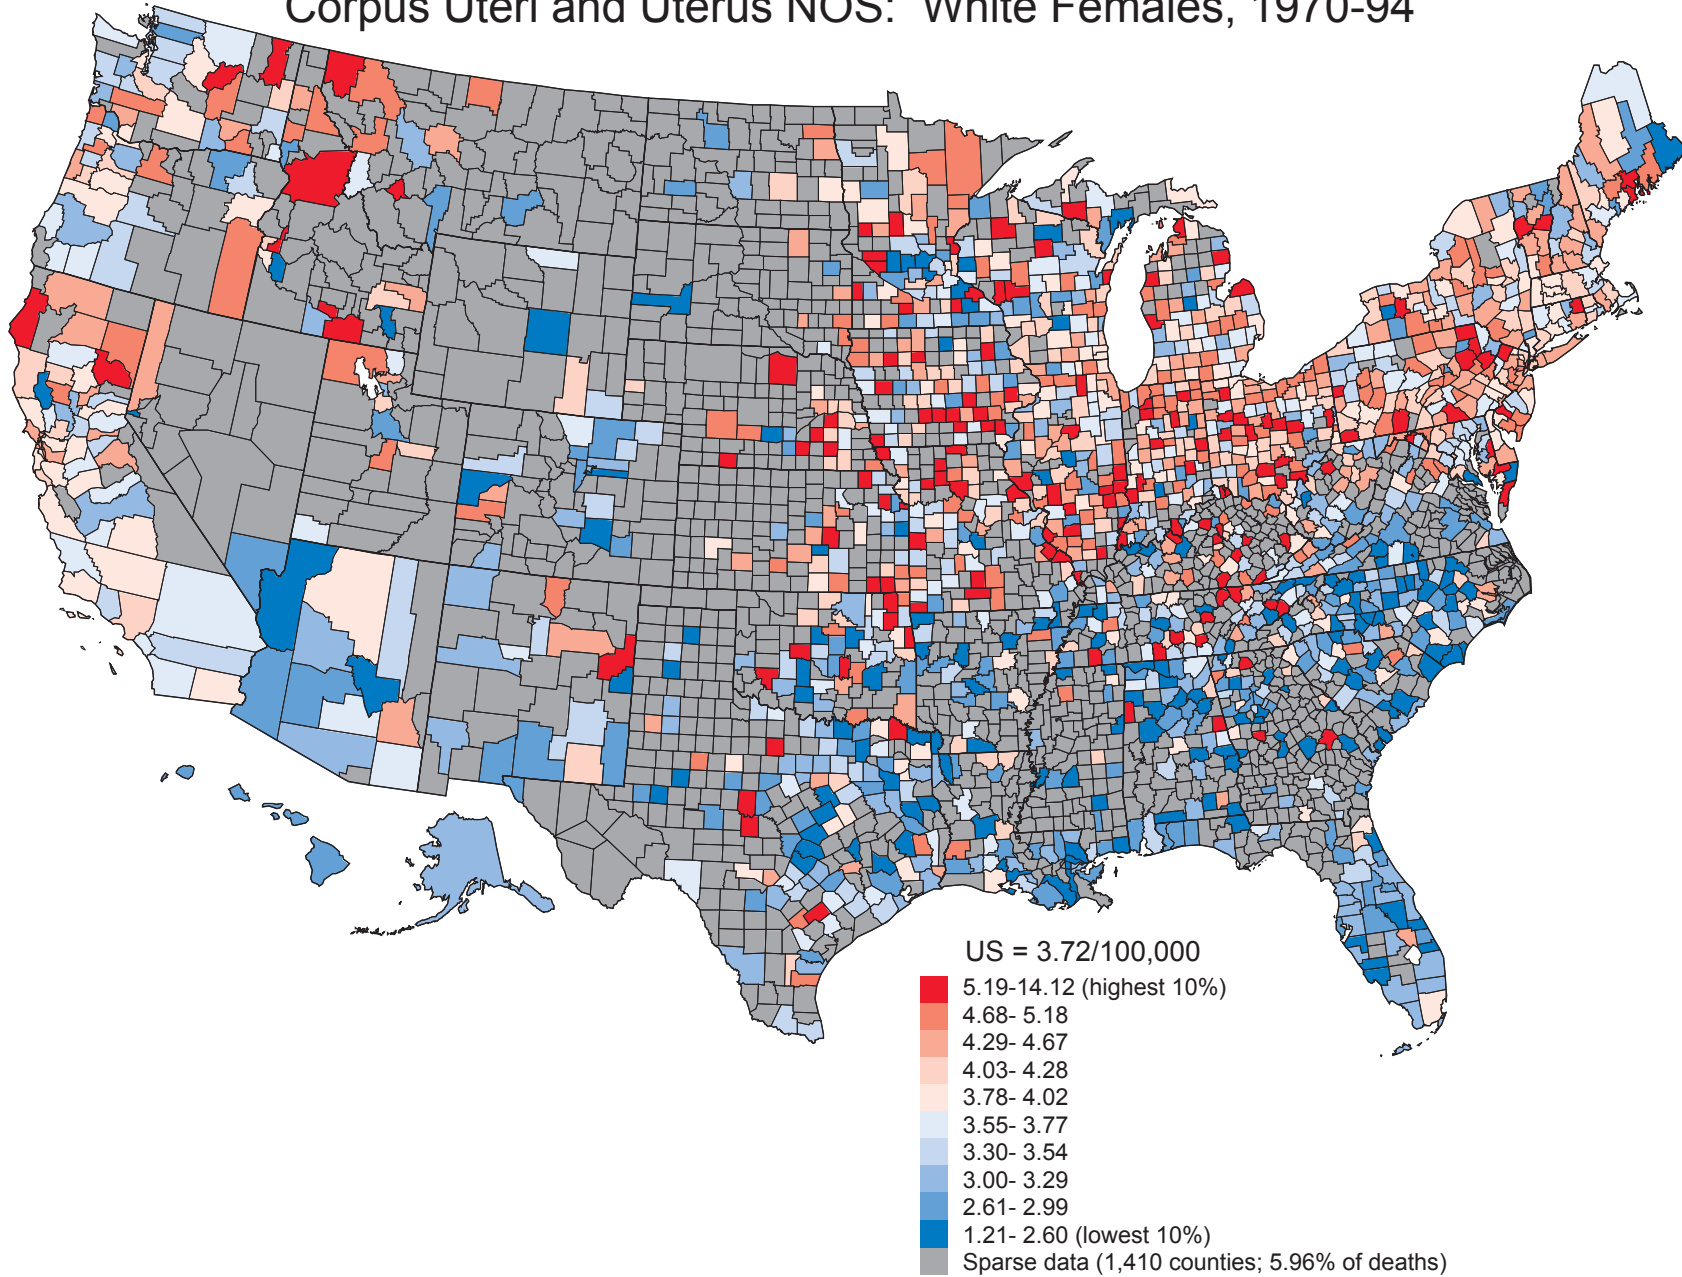 Corpus Uteri and Uterus NOS: White Females, 1970-94
US = 3.72/100,000
5.19-14.12 (highest 10%)
4.68- 5.18
4.29- 4.67
4.03- 4.28
3.78- 4.02
3.55- 3.77
3.30- 3.54
3.00- 3.29
2.61- 2.99
1.21- 2.60 (lowest 10%)
Sparse data (1,410 counties; 5.96% of deaths)